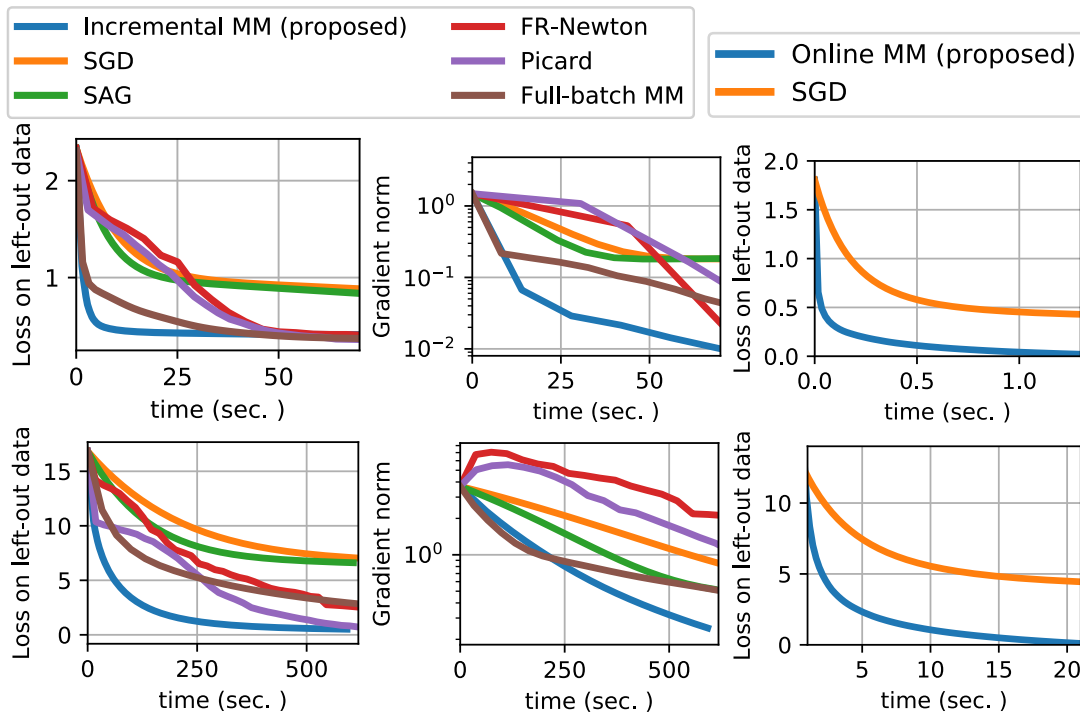 Incremental MM (proposed)
SGD
SAG
FR-Newton
Picard
Full-batch MM
Online MM (proposed)
SGD
Loss on left-out data
2
1
0
25
50
time (sec. )
Gradient norm
10⁰
10⁻¹
10⁻²
0
25
50
time (sec. )
Loss on left-out data
2.0
1.5
1.0
0.5
0.0
0.0
0.5
1.0
time (sec. )
Loss on left-out data
15
10
5
0
0
250
500
time (sec. )
Gradient norm
10⁰
0
250
500
time (sec. )
Loss on left-out data
10
5
0
5
10
15
20
time (sec. )